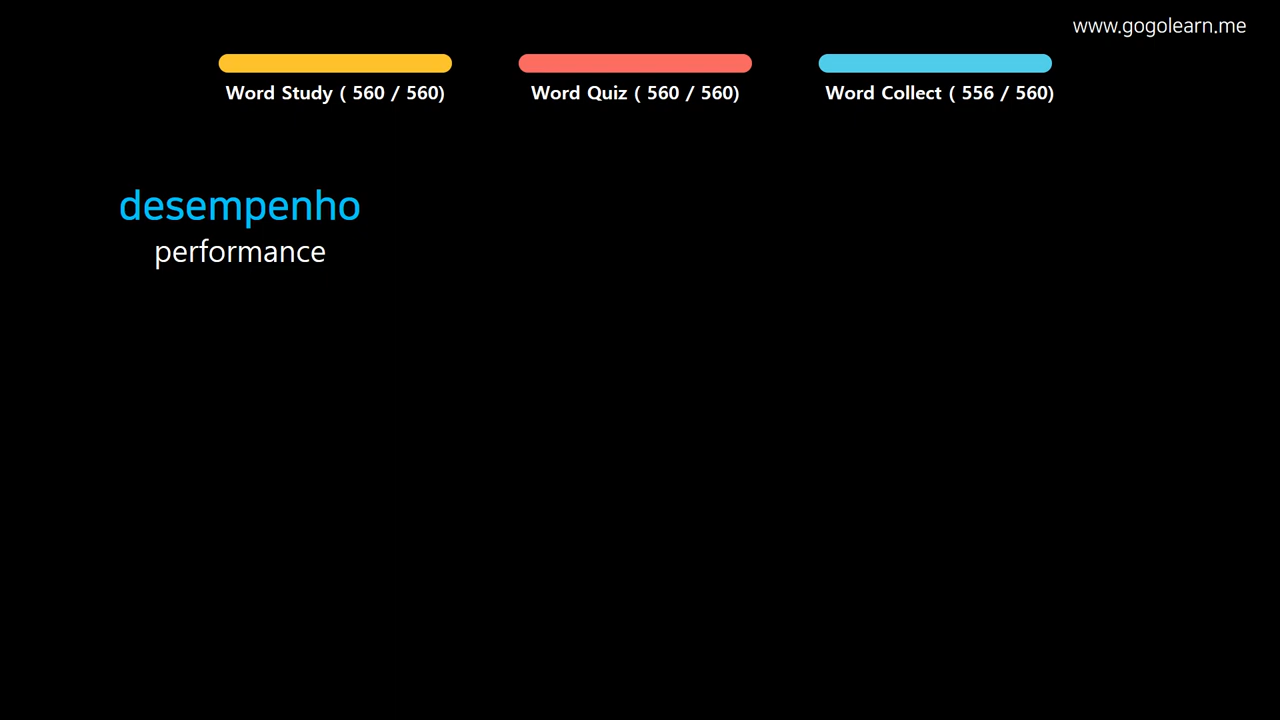 www.gogolearn.me
Word Study ( 560 / 560)
Word Quiz ( 560 / 560)
Word Collect ( 556 / 560)
desempenho
performance